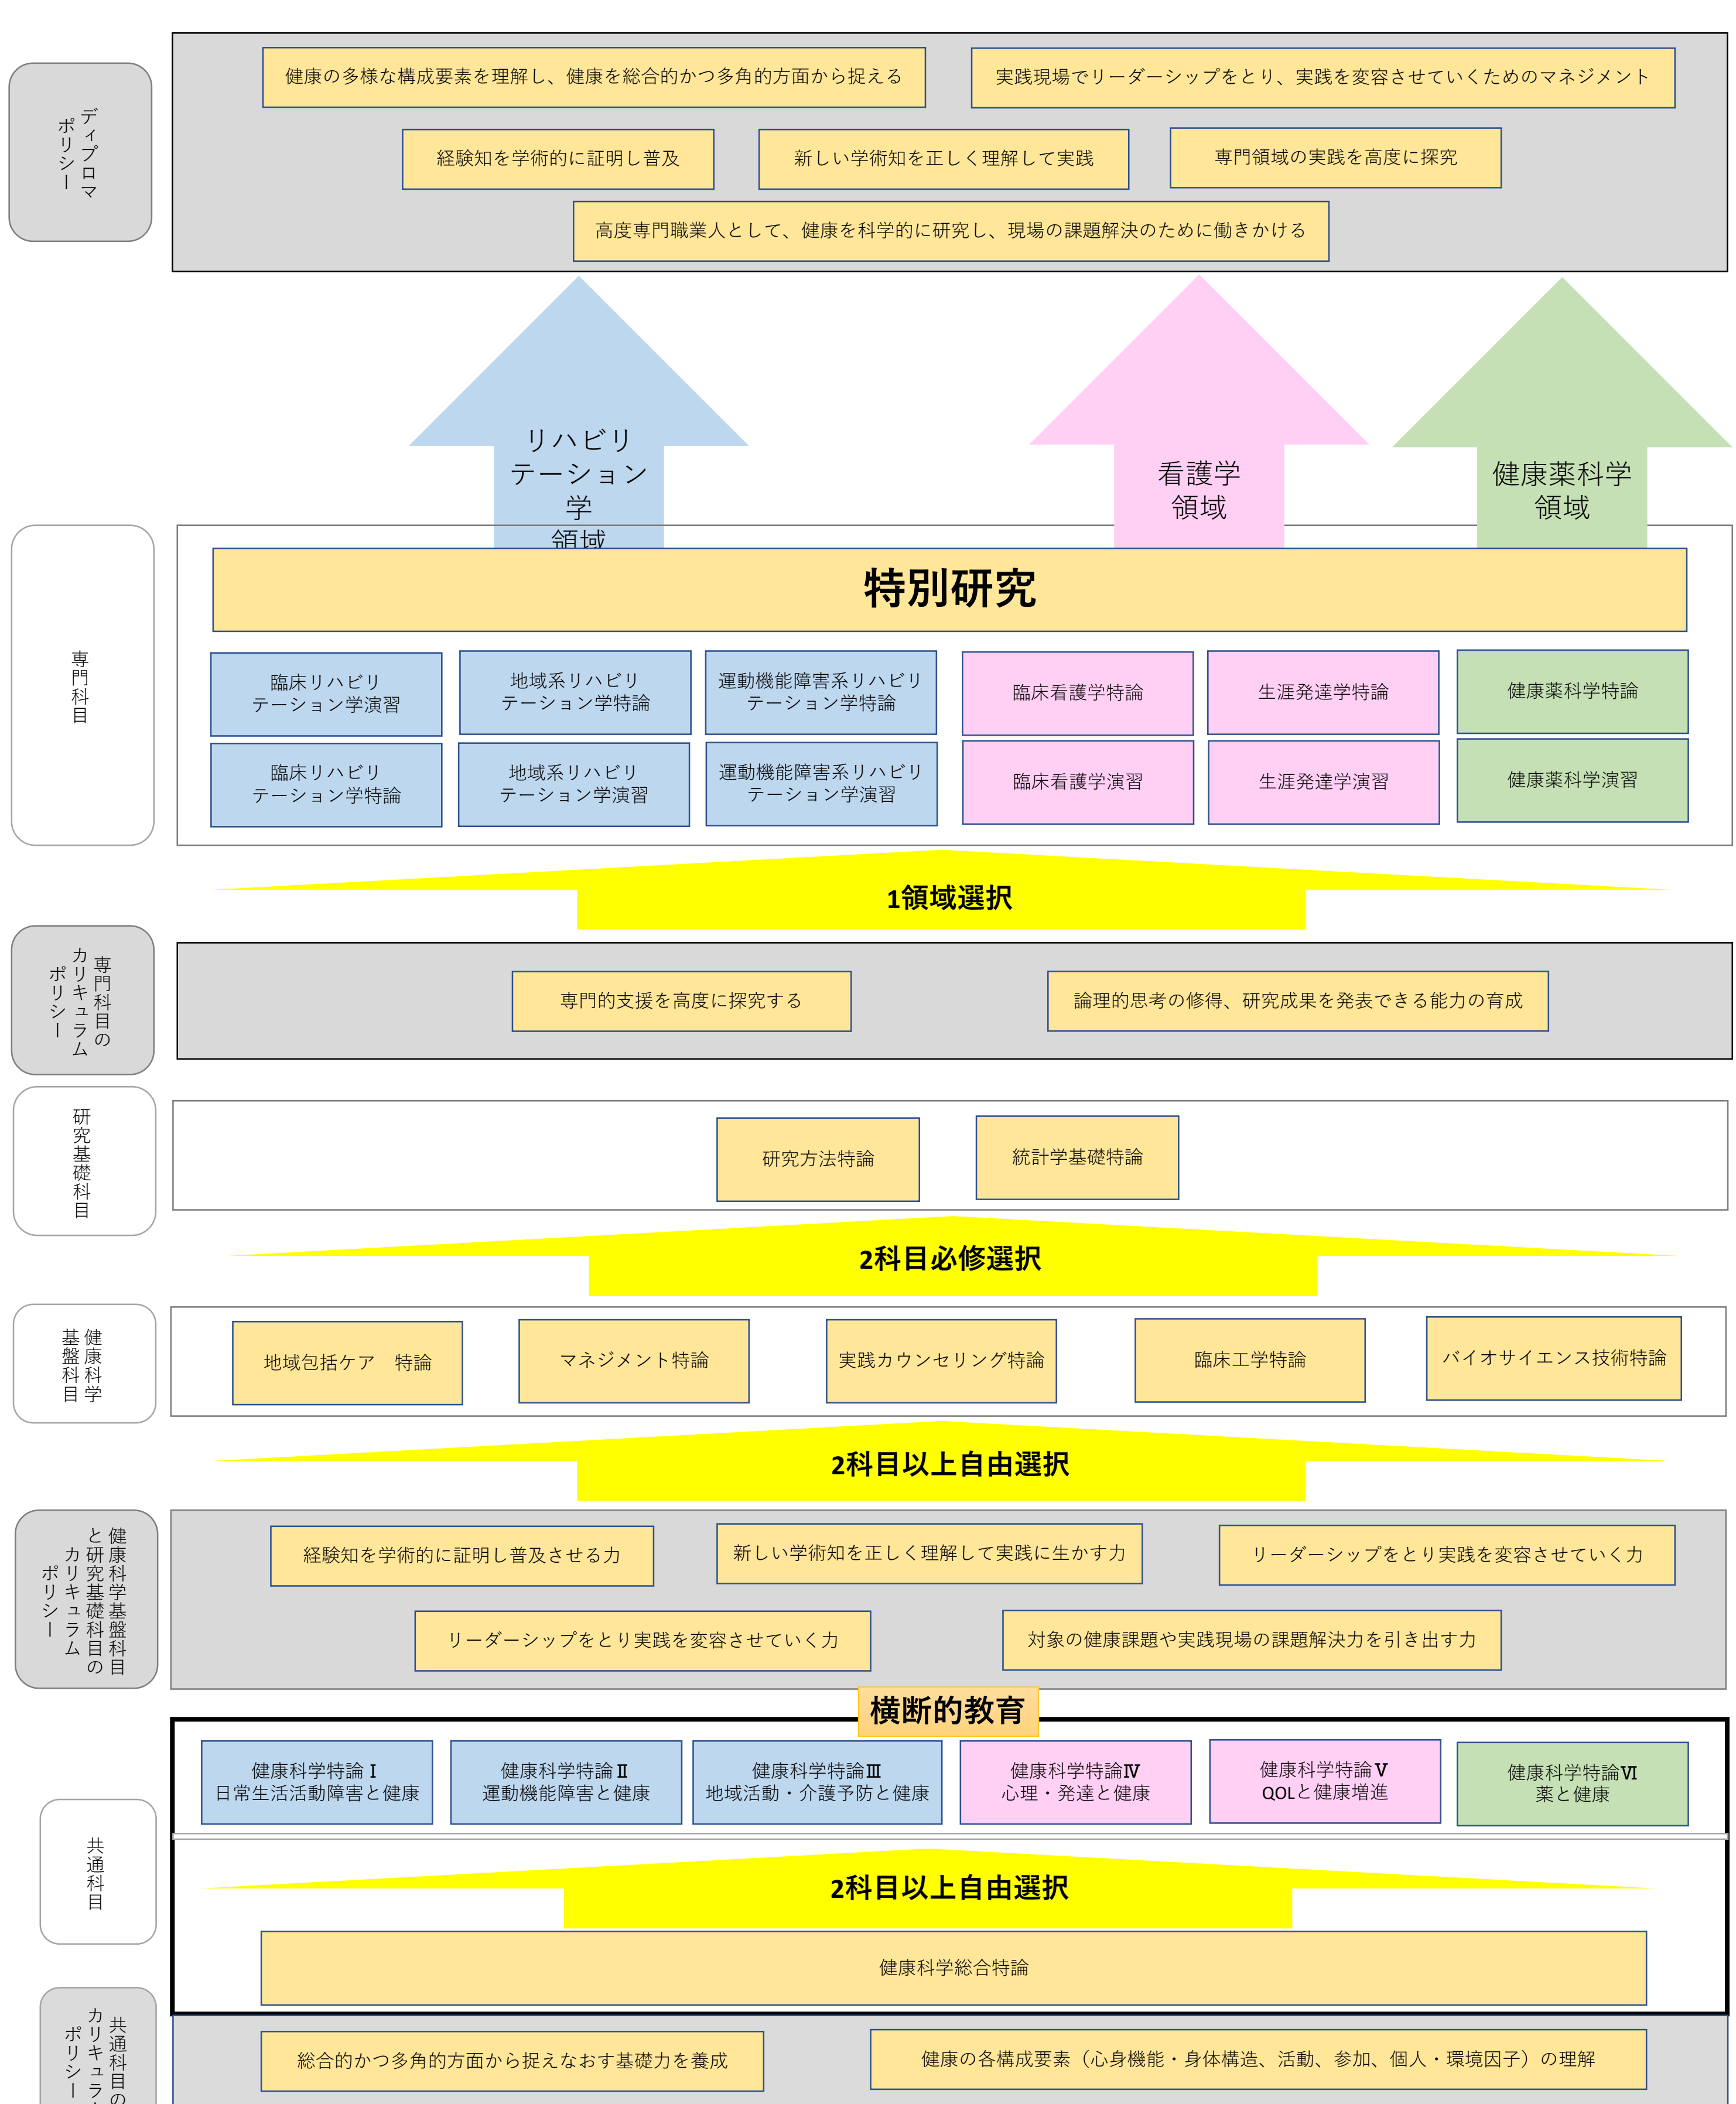 ディプロマ
ポリシー
健康の多様な構成要素を理解し、健康を総合的かつ多角的方面から捉える
実践現場でリーダーシップをとり、実践を変容させていくためのマネジメント
経験知を学術的に証明し普及
新しい学術知を正しく理解して実践
専門領域の実践を高度に探究
高度専門職業人として、健康を科学的に研究し、現場の課題解決のために働きかける
リハビリ
テーション
学
領域
看護学
領域
健康薬科学
領域
専門科目
特別研究
臨床リハビリ
テーション学演習
地域系リハビリ
テーション学特論
運動機能障害系リハビリ
テーション学特論
臨床看護学特論
生涯発達学特論
健康薬科学特論
臨床リハビリ
テーション学特論
地域系リハビリ
テーション学演習
運動機能障害系リハビリ
テーション学演習
臨床看護学演習
生涯発達学演習
健康薬科学演習
1領域選択
専門科目の
カリキュラム
ポリシー
専門的支援を高度に探究する
論理的思考の修得、研究成果を発表できる能力の育成
研究基礎科目
研究方法特論
統計学基礎特論
2科目必修選択
健康科学
基盤科目
地域包括ケア　特論
マネジメント特論
実践カウンセリング特論
臨床工学特論
バイオサイエンス技術特論
2科目以上自由選択
健康科学基盤科目
と研究基礎科目の
カリキュラム
ポリシー
経験知を学術的に証明し普及させる力
新しい学術知を正しく理解して実践に生かす力
リーダーシップをとり実践を変容させていく力
リーダーシップをとり実践を変容させていく力
対象の健康課題や実践現場の課題解決力を引き出す力
横断的教育
共通科目
健康科学特論Ⅰ
日常生活活動障害と健康
健康科学特論Ⅱ
運動機能障害と健康
健康科学特論Ⅲ
地域活動・介護予防と健康
健康科学特論Ⅳ
心理・発達と健康
健康科学特論Ⅴ
QOLと健康増進
健康科学特論Ⅵ
薬と健康
2科目以上自由選択
健康科学総合特論
共通科目の
カリキュラム
ポリシー
総合的かつ多角的方面から捉えなおす基礎力を養成
健康の各構成要素（心身機能・身体構造、活動、参加、個人・環境因子）の理解